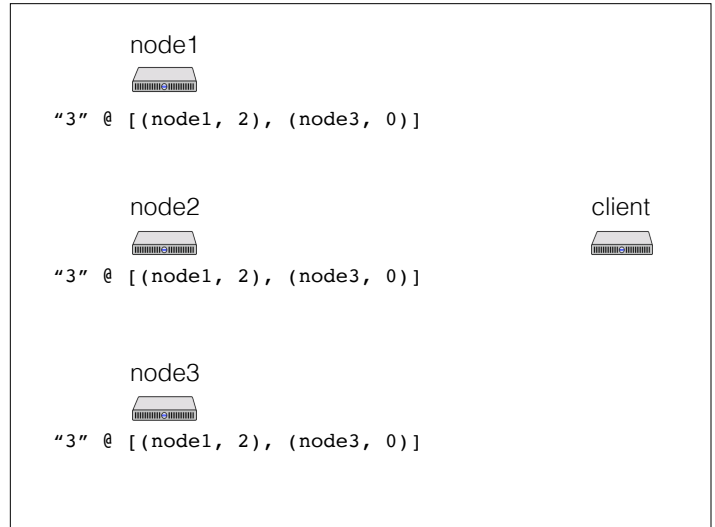 node1
“3” @ [(node1, 2), (node3, 0)]
node2
client
“3” @ [(node1, 2), (node3, 0)]
node3
“3” @ [(node1, 2), (node3, 0)]